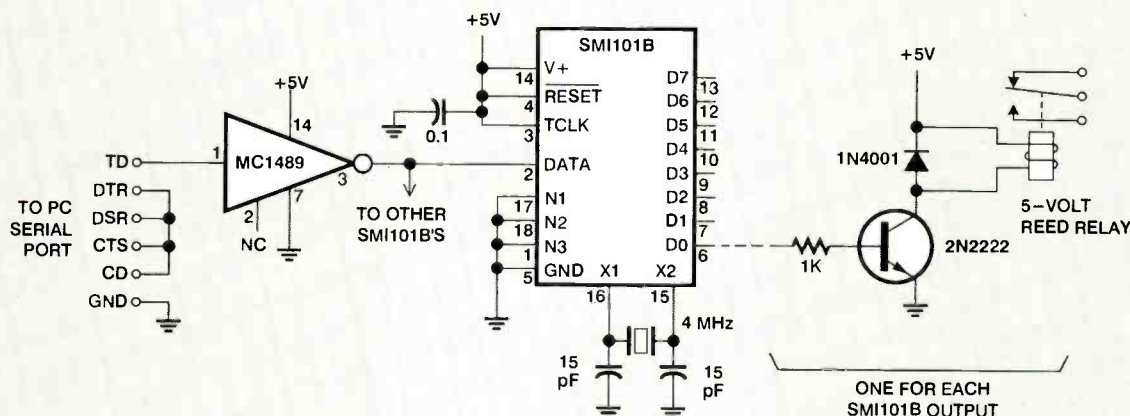 +5V
SMI101B
V+
14
RESET
4
TCLK
3
DATA
2
N1
17
N2
18
N3
1
GND
5
X1
X2
16
15
D7
13
D6
12
D5
11
D4
10
D3
9
D2
8
D1
7
D0
6
0.1
+5V
14
MC1489
1
3
7
2
NC
TO OTHER
SMI101B'S
TD
DTR
DSR
CTS
CD
GND
TO PC
SERIAL
PORT
4 MHz
15
pF
15
pF
1K
+5V
1N4001
2N2222
5-VOLT
REED RELAY
ONE FOR EACH
SMI101B OUTPUT